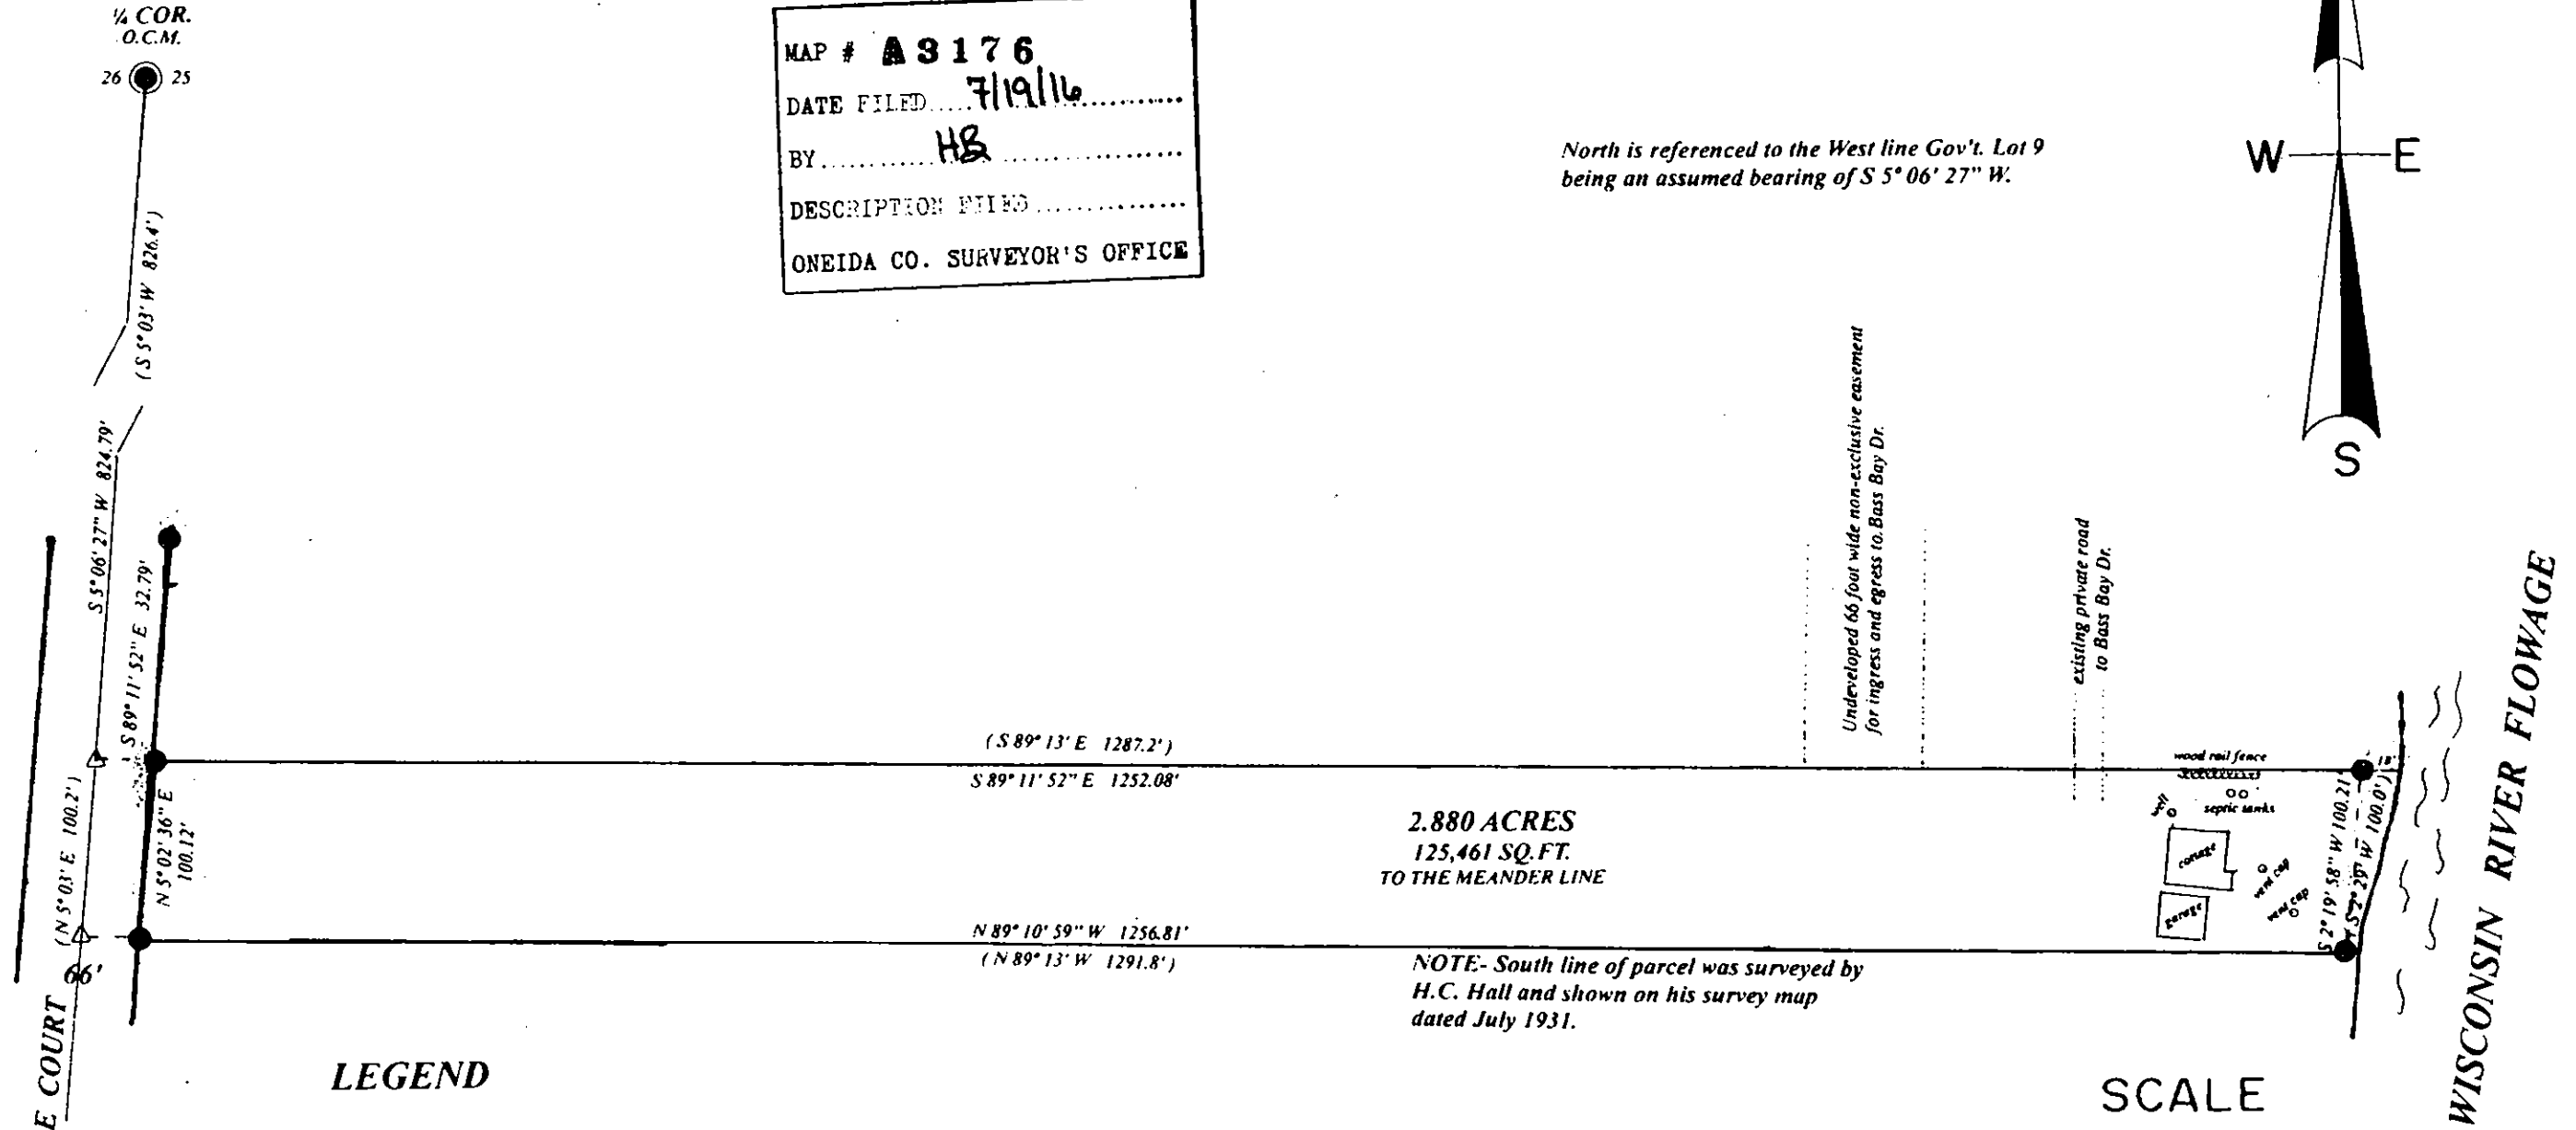 ¼ COR.
O.C.M.
26 25
(S 5° 03' W 826.4')
S 5° 06' 27" W 824.79'
S 89° 11' 52" E 32.79'
(N 5° 03' E 100.2')
N 5° 02' 36" E
100.12'
66'
E COURT
MAP # A3176
DATE FILED.....7/19/16..............
BY............HB..................
DESCRIPTION FILED...............
ONEIDA CO. SURVEYOR'S OFFICE
North is referenced to the West line Gov't. Lot 9
being an assumed bearing of S 5° 06' 27" W.
W E
S
Undeveloped 66 foot wide non-exclusive easement
for ingress and egress to Bass Bay Dr.
existing private road
to Bass Bay Dr.
(S 89° 13' E 1287.2')
S 89° 11' 52" E 1252.08'
2.880 ACRES
125,461 SQ.FT.
TO THE MEANDER LINE
wood rail fence
18'
septic tanks
well
cottage
garage
vent cap
vent cap
S 2° 19' 58" W 100.21'
(S 2° 29' W 100.0')
N 89° 10' 59" W 1256.81'
(N 89° 13' W 1291.8')
NOTE- South line of parcel was surveyed by
H.C. Hall and shown on his survey map
dated July 1931.
WISCONSIN RIVER FLOWAGE
LEGEND
SCALE